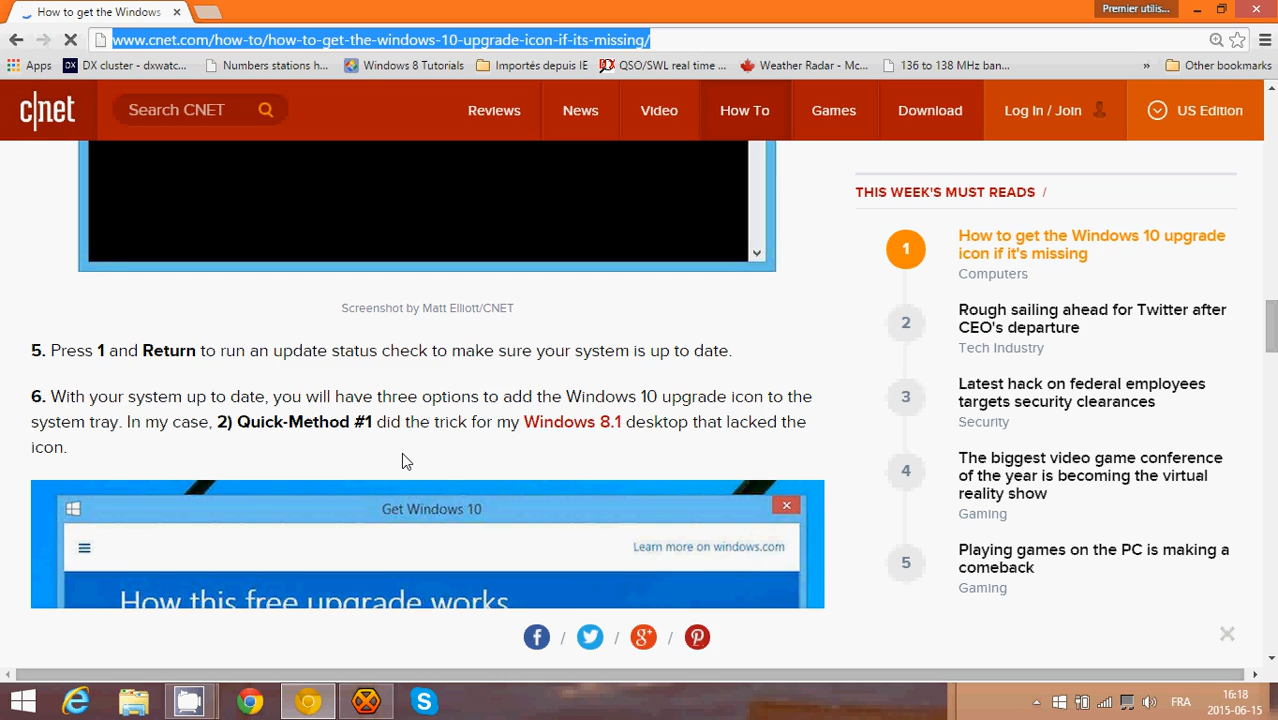 How to get the Windows
Premier utilis...
www.cnet.com/how-to/how-to-get-the-windows-10-upgrade-icon-if-its-missing/
Apps
DX cluster - dxwatc...
Numbers stations h...
Windows 8 Tutorials
Importés depuis IE
QSO/SWL real time ...
Weather Radar - Mc...
136 to 138 MHz ban...
»
Other bookmarks
c|net
Search CNET
Reviews
News
Video
How To
Games
Download
Log In / Join
US Edition
Screenshot by Matt Elliott/CNET
5. Press 1 and Return to run an update status check to make sure your system is up to date.
6. With your system up to date, you will have three options to add the Windows 10 upgrade icon to the
system tray. In my case, 2) Quick-Method #1 did the trick for my Windows 8.1 desktop that lacked the
icon.
Get Windows 10
Learn more on windows.com
How this free upgrade works
THIS WEEK'S MUST READS /
1
How to get the Windows 10 upgrade
icon if it's missing
Computers
2
Rough sailing ahead for Twitter after
CEO's departure
Tech Industry
3
Latest hack on federal employees
targets security clearances
Security
4
The biggest video game conference
of the year is becoming the virtual
reality show
Gaming
5
Playing games on the PC is making a
comeback
Gaming
FRA
16:18
2015-06-15